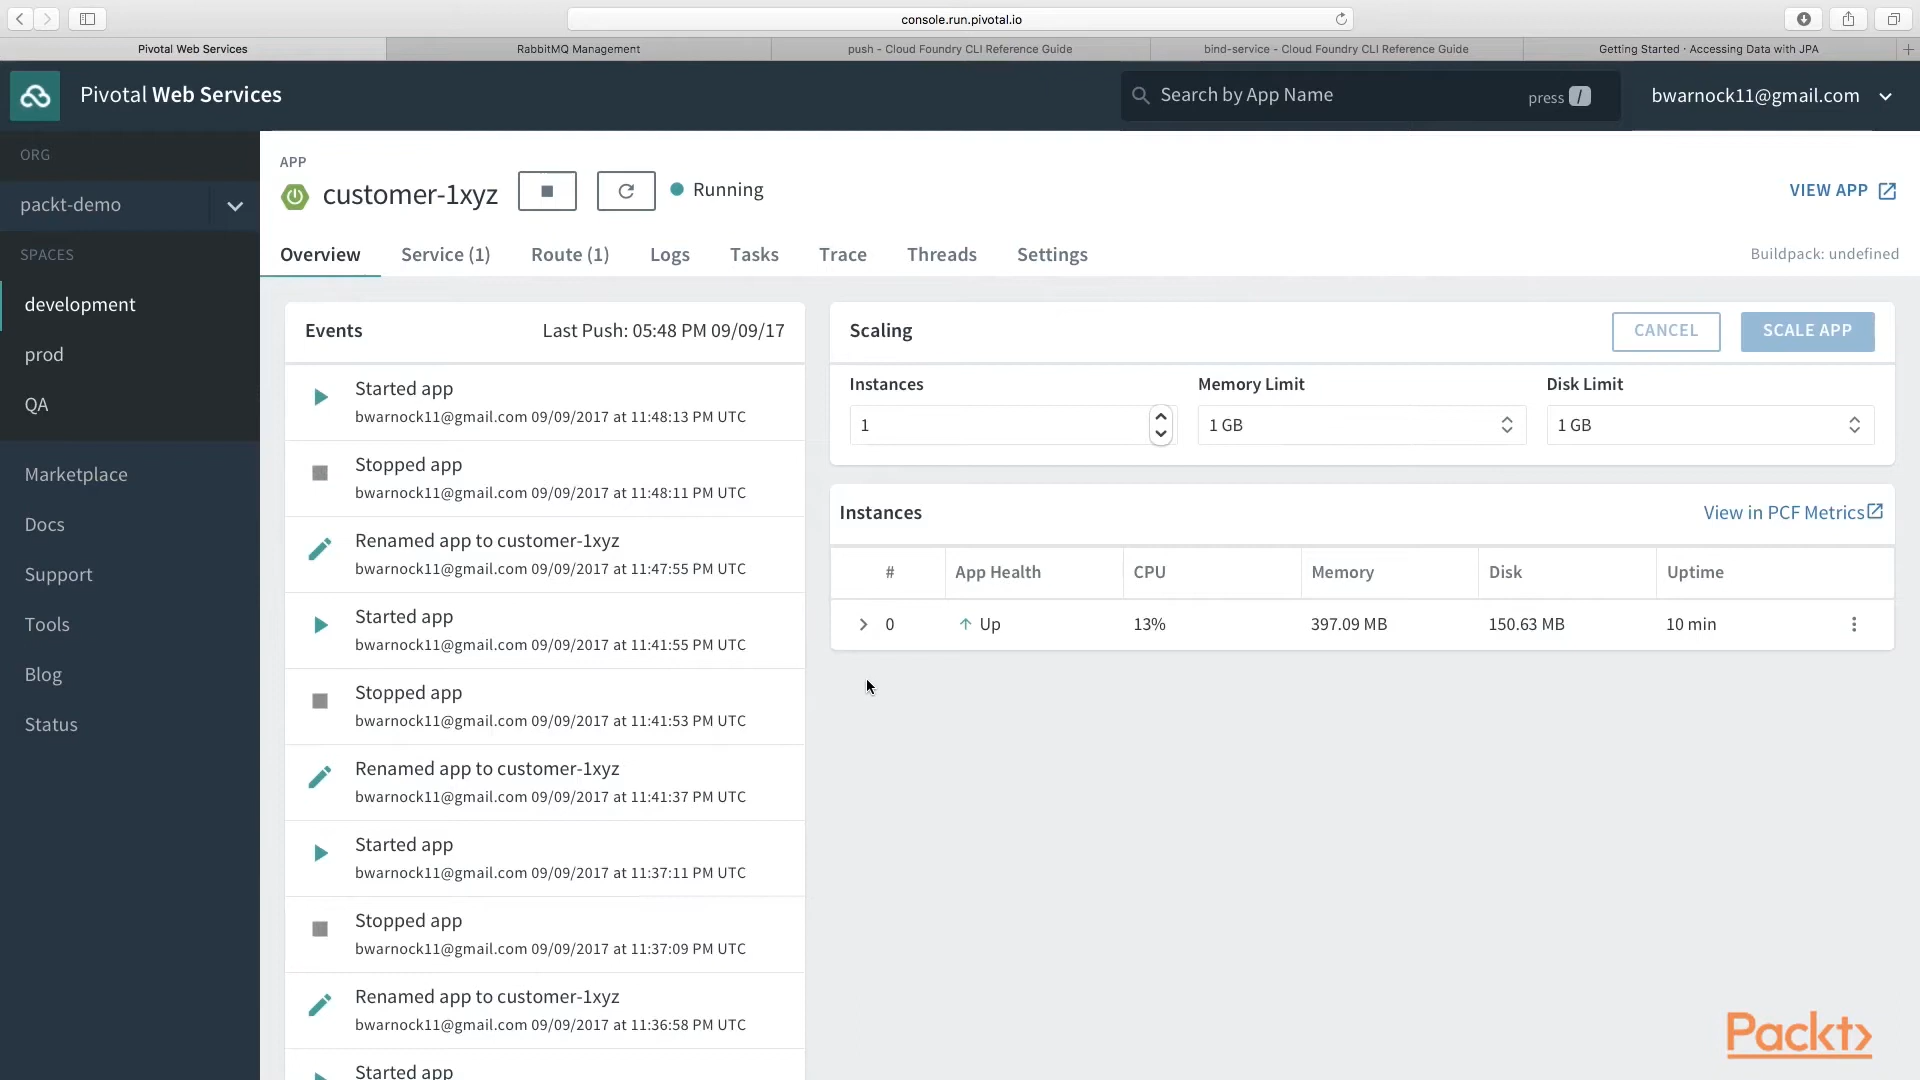 console.run.pivotal.io
Pivotal Web Services
RabbitMQ Management
push - Cloud Foundry CLI Reference Guide
bind-service - Cloud Foundry CLI Reference Guide
Getting Started · Accessing Data with JPA
Pivotal Web Services
Search by App Name
press /
bwarnock11@gmail.com
ORG
packt-demo
SPACES
development
prod
QA
Marketplace
Docs
Support
Tools
Blog
Status
APP
customer-1xyz
Running
VIEW APP
Overview
Service (1)
Route (1)
Logs
Tasks
Trace
Threads
Settings
Buildpack: undefined
Events
Last Push: 05:48 PM 09/09/17
Started app
bwarnock11@gmail.com 09/09/2017 at 11:48:13 PM UTC
Stopped app
bwarnock11@gmail.com 09/09/2017 at 11:48:11 PM UTC
Renamed app to customer-1xyz
bwarnock11@gmail.com 09/09/2017 at 11:47:55 PM UTC
Started app
bwarnock11@gmail.com 09/09/2017 at 11:41:55 PM UTC
Stopped app
bwarnock11@gmail.com 09/09/2017 at 11:41:53 PM UTC
Renamed app to customer-1xyz
bwarnock11@gmail.com 09/09/2017 at 11:41:37 PM UTC
Started app
bwarnock11@gmail.com 09/09/2017 at 11:37:11 PM UTC
Stopped app
bwarnock11@gmail.com 09/09/2017 at 11:37:09 PM UTC
Renamed app to customer-1xyz
bwarnock11@gmail.com 09/09/2017 at 11:36:58 PM UTC
Started app
Scaling
CANCEL
SCALE APP
Instances
Memory Limit
Disk Limit
1
1 GB
1 GB
Instances
View in PCF Metrics
# App Health CPU Memory Disk Uptime
0 Up 13% 397.09 MB 150.63 MB 10 min
Packt